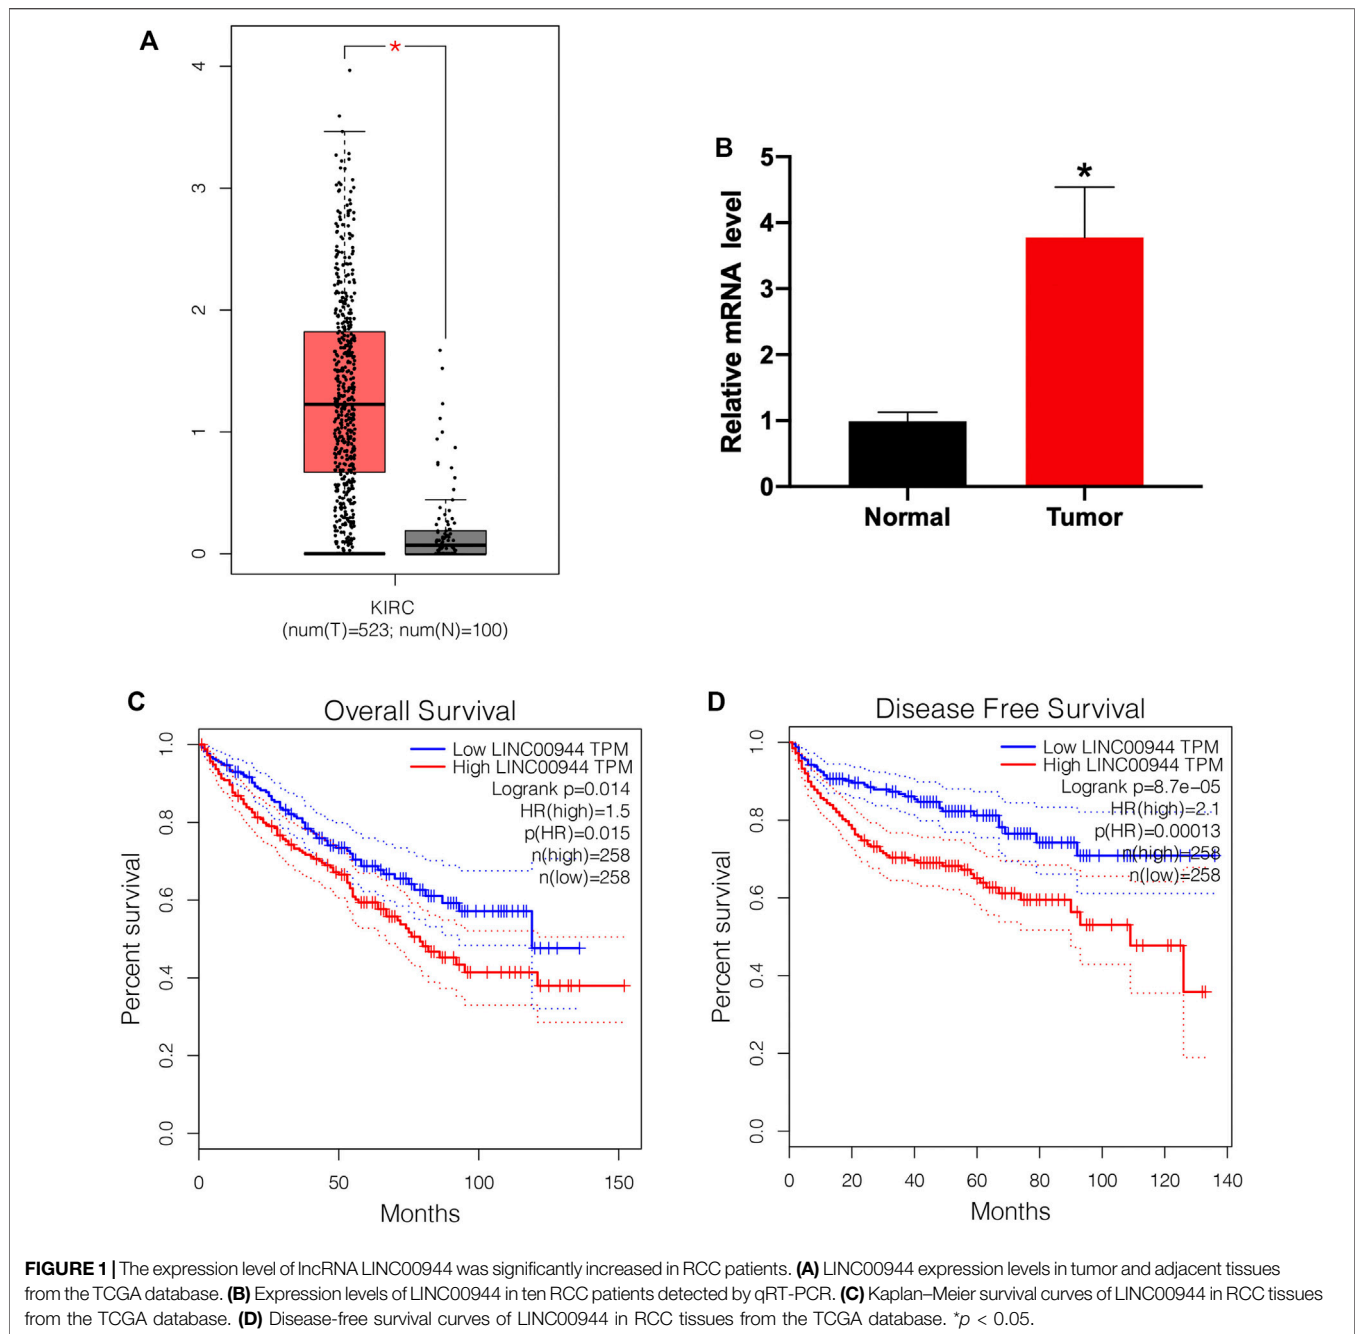 A
*
4
3
2
1
0
KIRC
(num(T)=523; num(N)=100)
B
Relative mRNA level
5
4
3
2
1
0
*
Normal
Tumor
C
Overall Survival
Low LINC00944 TPM
High LINC00944 TPM
Logrank p=0.014
HR(high)=1.5
p(HR)=0.015
n(high)=258
n(low)=258
Percent survival
1.0
0.8
0.6
0.4
0.2
0.0
0
50
100
150
Months
D
Disease Free Survival
Low LINC00944 TPM
High LINC00944 TPM
Logrank p=8.7e−05
HR(high)=2.1
p(HR)=0.00013
n(high)=258
n(low)=258
Percent survival
1.0
0.8
0.6
0.4
0.2
0.0
0
20
40
60
80
100
120
140
Months
FIGURE 1 | The expression level of lncRNA LINC00944 was significantly increased in RCC patients. (A) LINC00944 expression levels in tumor and adjacent tissues
from the TCGA database. (B) Expression levels of LINC00944 in ten RCC patients detected by qRT-PCR. (C) Kaplan–Meier survival curves of LINC00944 in RCC tissues
from the TCGA database. (D) Disease-free survival curves of LINC00944 in RCC tissues from the TCGA database. *p < 0.05.